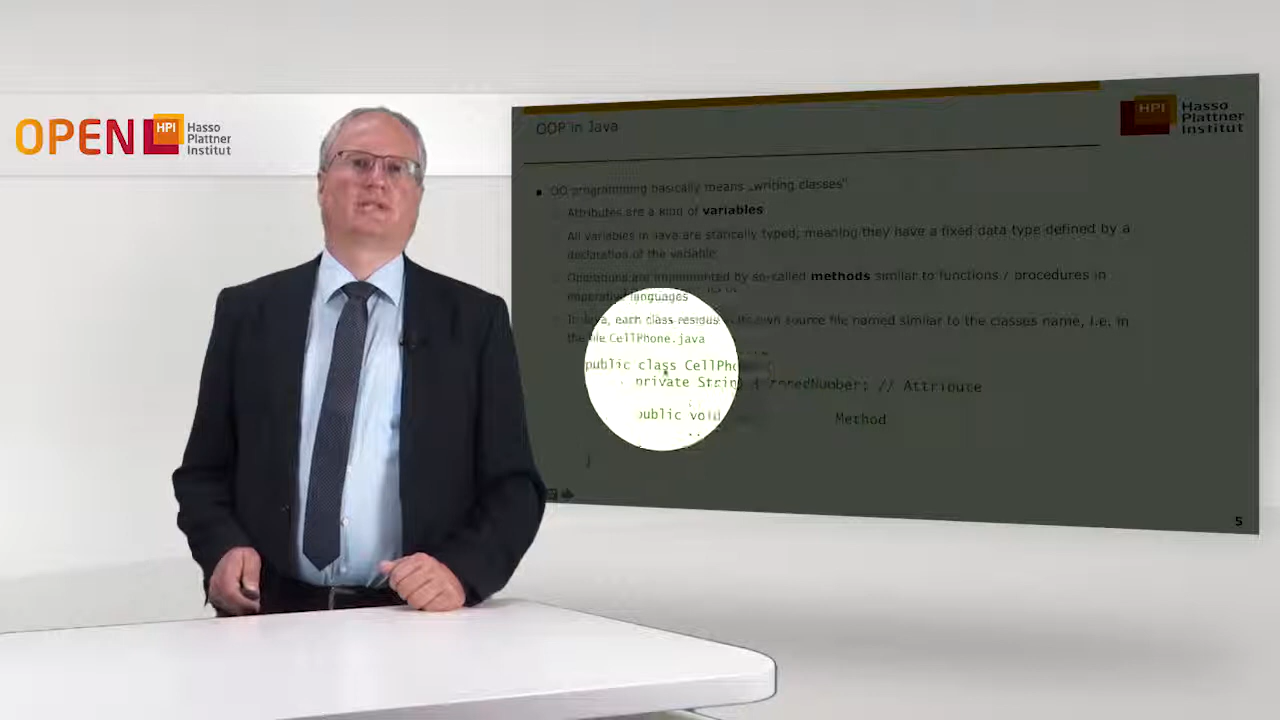 OPEN HPI Hasso
Plattner
Institut
OOP in Java
HPI Hasso
Plattner
Institut
OO programming basically means „writing classes"
Attributes are a kind of variables
All variables in Java are statically typed, meaning they have a fixed data type defined by a
declaration of the variable
Operations are implemented by so-called methods similar to functions / procedures in
imperative languages
In Java, each class resides in its own source file named similar to the classes name, i.e. in
the file CellPhone.java
public class
private String // Attribute
public void Method
...
}
5